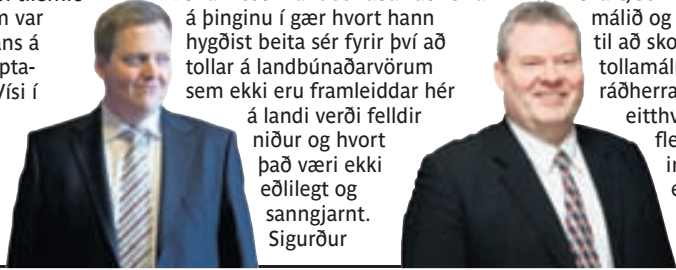 m var
ans á
pta-
Vísi í
á þinginu í gær hvort hann
hygðist beita sér fyrir því að
tollar á landbúnaðarvörum
sem ekki eru framleiddar hér
á landi verði felldir
niður og hvort
það væri ekki
eðlilegt og
sanngjarnt.
Sigurður
málið og
til að sko
tollamál
ráðherra
eitthv
fle
i
e